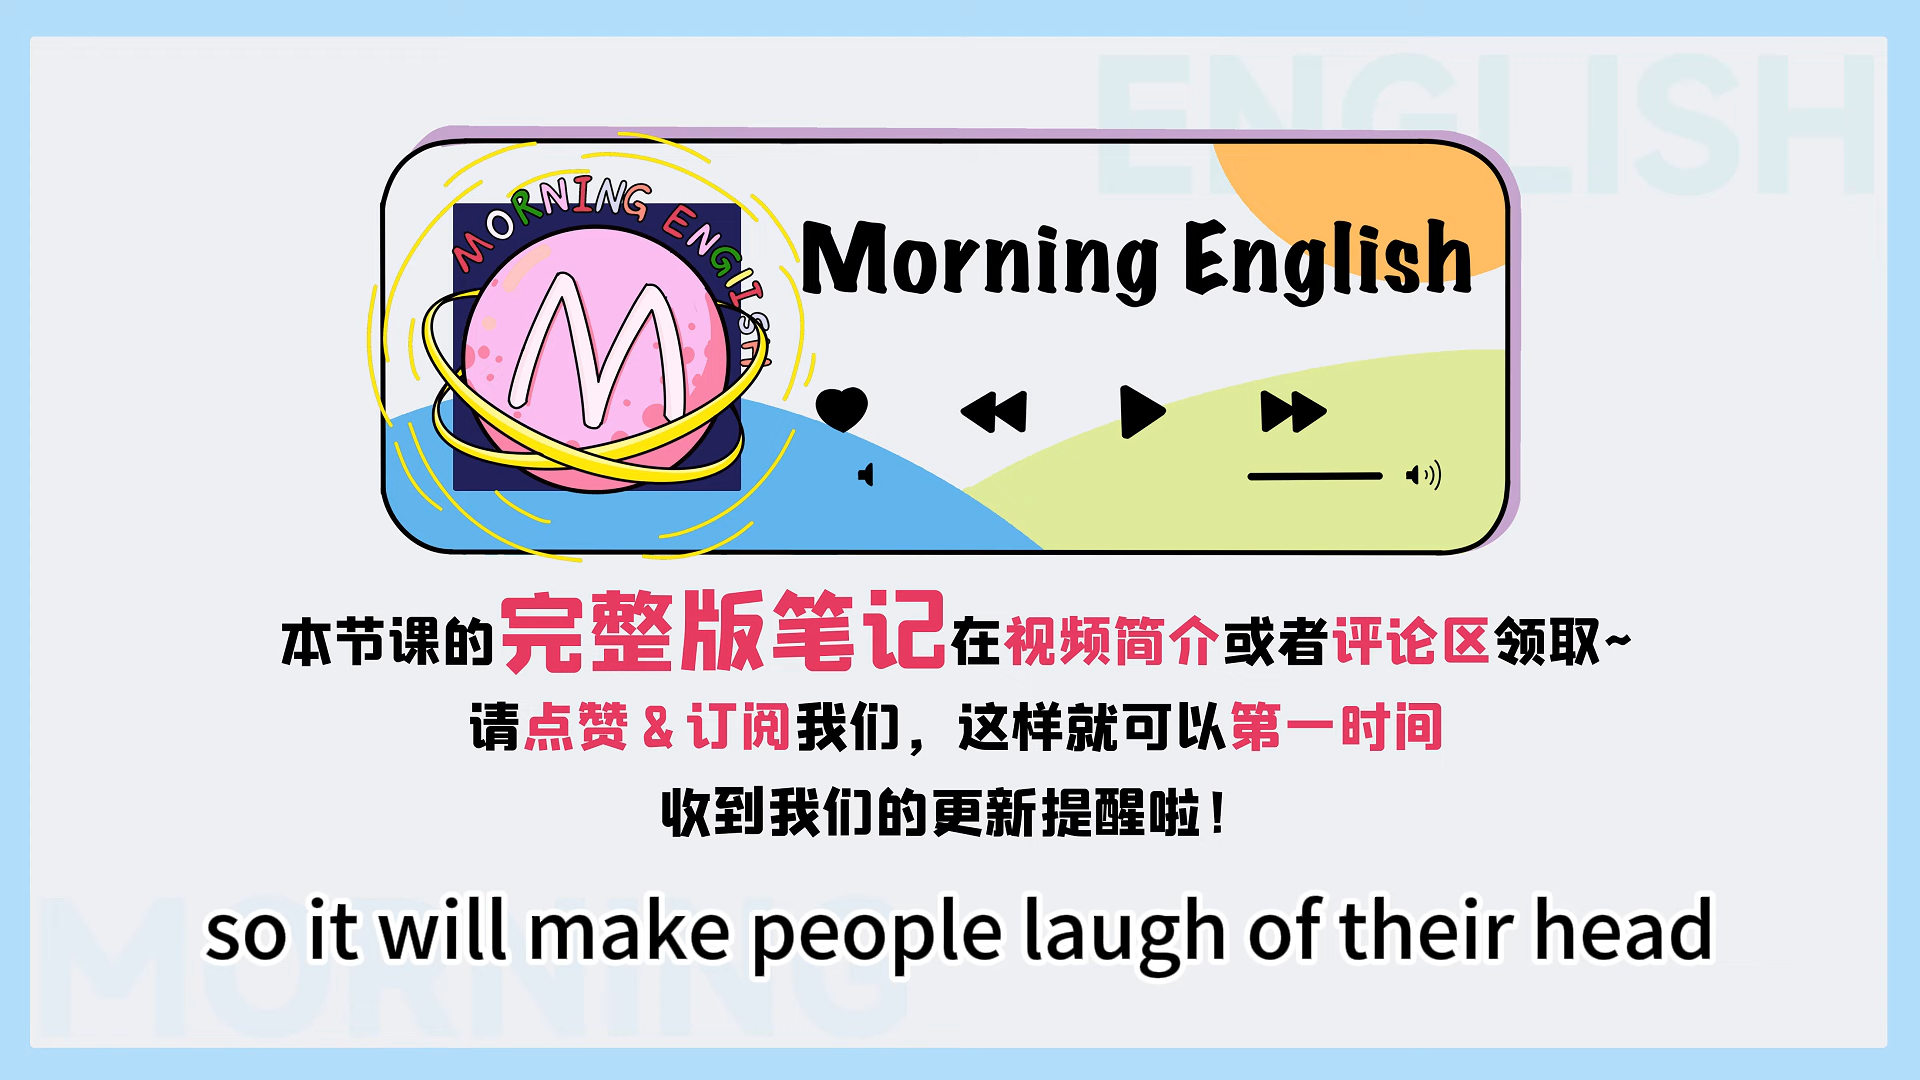 ENGLISH
MORNING ENGLISH
M
Morning English
本节课的完整版笔记在视频简介或者评论区领取~
请点赞&订阅我们，这样就可以第一时间
收到我们的更新提醒啦！
so it will make people laugh of their head
MORNING